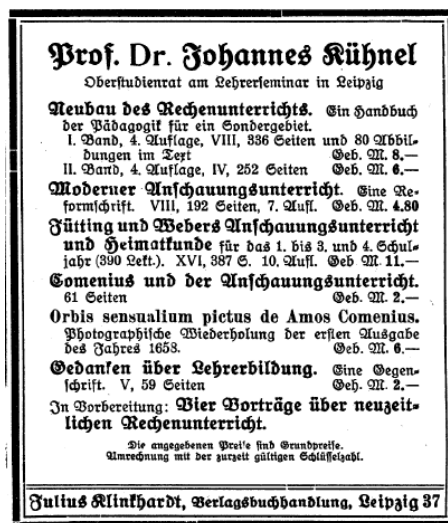 Prof. Dr. Johannes Kühnel
Oberstudienrat am Lehrerseminar in Leipzig
Neubau des Rechenunterrichts. Ein Handbuch
der Pädagogik für ein Sondergebiet.
I. Band, 4. Auflage, VIII, 336 Seiten und 80 Abbil-
dungen im Text Geb. M. 8.—
II. Band, 4. Auflage, IV, 252 Seiten Geb. M. 6.—
Moderner Anschauungsunterricht. Eine Re-
formschrift. VIII, 192 Seiten, 7. Aufl. Geb. M. 4.80
Fütting und Webers Anschauungsunterricht
und Heimatkunde für das 1. bis 3. und 4. Schul-
jahr (390 Lekt.). XVI, 387 S. 10. Aufl. Geb. M. 11.—
Comenius und der Anschauungsunterricht.
61 Seiten Geb. M. 2.—
Orbis sensualium pictus de Amos Comenius.
Photographische Wiederholung der ersten Ausgabe
des Jahres 1658. Geb. M. 6.—
Gedanken über Lehrerbildung. Eine Gegen-
schrift. V, 59 Seiten Geh. M. 2.—
In Vorbereitung: Vier Vorträge über neuzeit-
lichen Rechenunterricht.
Die angegebenen Preise sind Grundpreise.
Umrechnung mit der zurzeit gültigen Schlüsselzahl.
Julius Klinkhardt, Verlagsbuchhandlung, Leipzig 37